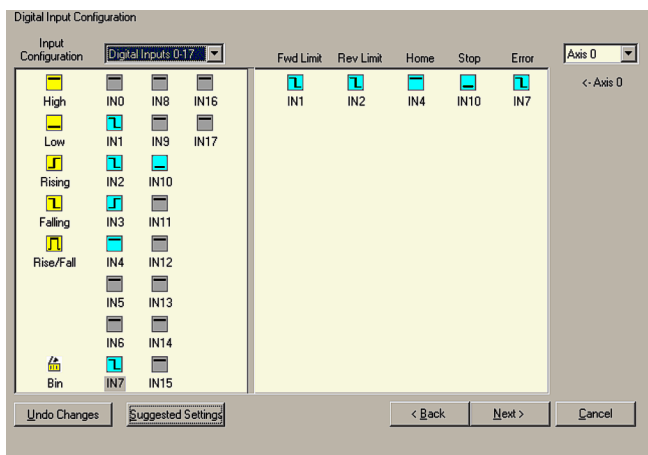 Digital Input Configuration
Input Configuration
Digital Inputs 0-17
Fwd Limit Rev Limit Home Stop Error
Axis 0
High IN0 IN8 IN16
IN1 IN2 IN4 IN10 IN7
<- Axis 0
Low IN1 IN9 IN17
Rising IN2 IN10
Falling IN3 IN11
Rise/Fall IN4 IN12
IN5 IN13
IN6 IN14
Bin IN7 IN15
Undo Changes Suggested Settings < Back Next > Cancel